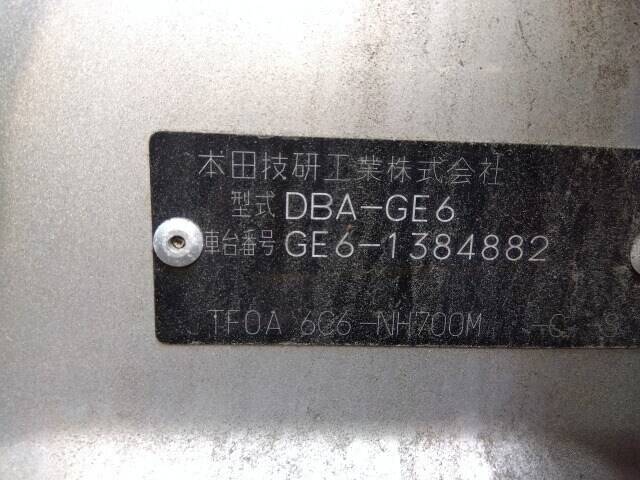 本田技研工業株式会社
型式 DBA-GE6
車台番号 GE6-1384882
TF0A 6C6-NH700M -C 9